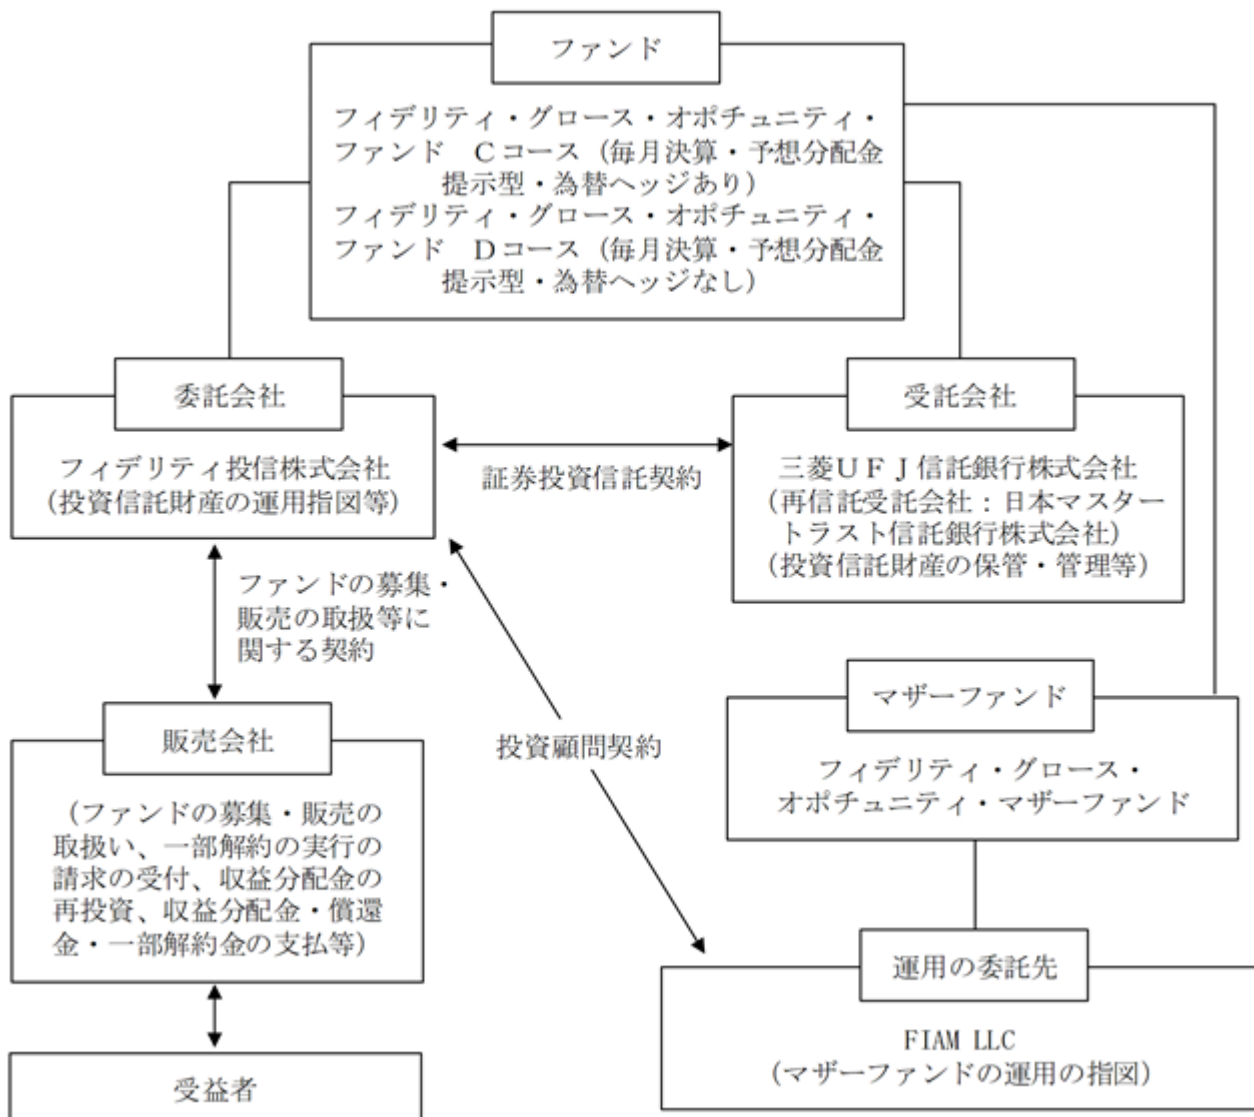 ファンド
フィデリティ・グロース・オポチュニティ・
ファンド　Ｃコース（毎月決算・予想分配金
提示型・為替ヘッジあり）
フィデリティ・グロース・オポチュニティ・
ファンド　Ｄコース（毎月決算・予想分配金
提示型・為替ヘッジなし）
委託会社
フィデリティ投信株式会社
（投資信託財産の運用指図等）
証券投資信託契約
受託会社
三菱ＵＦＪ信託銀行株式会社
（再信託受託会社：日本マスター
トラスト信託銀行株式会社）
（投資信託財産の保管・管理等）
ファンドの募集・
販売の取扱等に
関する契約
販売会社
（ファンドの募集・販売の
取扱い、一部解約の実行の
請求の受付、収益分配金の
再投資、収益分配金・償還
金・一部解約金の支払等）
投資顧問契約
マザーファンド
フィデリティ・グロース・
オポチュニティ・マザーファンド
運用の委託先
FIAM LLC
（マザーファンドの運用の指図）
受益者